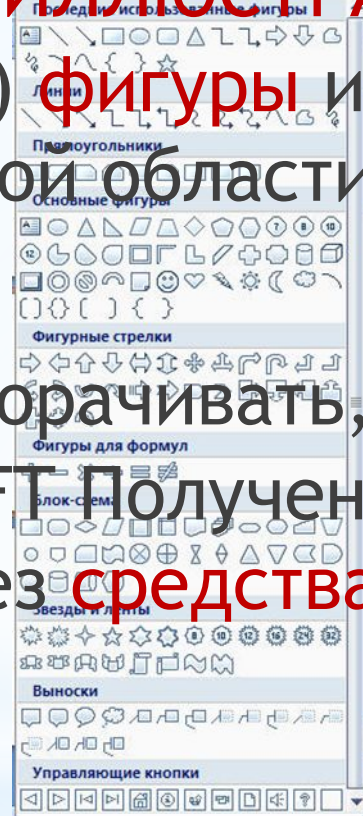 Последние использованные фигуры
) фигуры и
Линии
Прямоугольники
ой области
Основные фигуры
Фигурные стрелки
орачивать,
Фигуры для формул
Получен
Блок-схема
ез средства
Звезды и ленты
Выноски
Управляющие кнопки